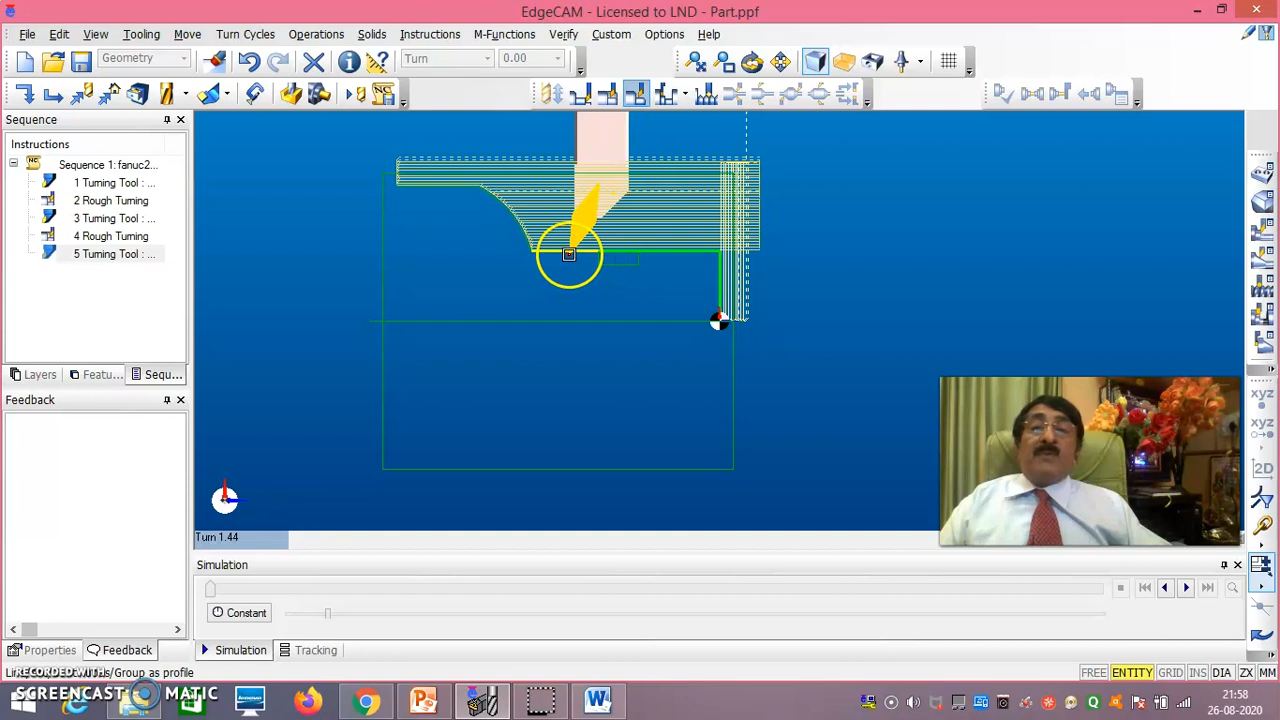 EdgeCAM - Licensed to LND - Part.ppf
File Edit View Tooling Move Turn Cycles Operations Solids Instructions M-Functions Verify Custom Options Help
Geometry Turn 0.00
Sequence
Instructions
Sequence 1: fanuc2...
1 Turning Tool : ...
2 Rough Turning
3 Turning Tool : ...
4 Rough Turning
5 Turning Tool : ...
Layers Featu... Sequ...
Feedback
xyz
xyz
2D
Turn 1.44
Simulation
Constant
Properties Feedback Simulation Tracking
RECORDED WITH
/Group as profile
FREE ENTITY GRID INS DIA ZX MM
SCREENCAST MATIC
21:58
26-08-2020